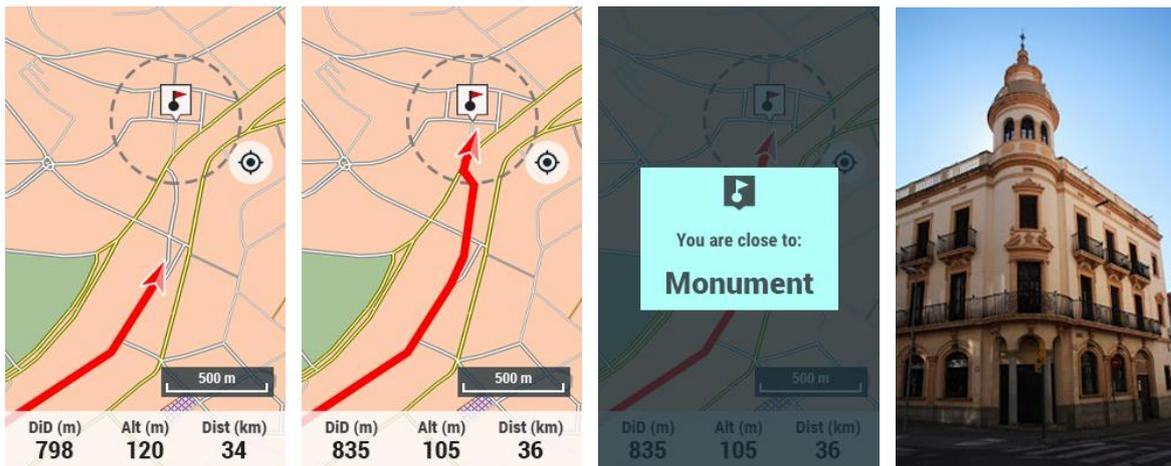 500 m
DiD (m) Alt (m) Dist (km)
798 120 34
500 m
DiD (m) Alt (m) Dist (km)
835 105 36
You are close to:
Monument
500 m
DiD (m) Alt (m) Dist (km)
835 105 36